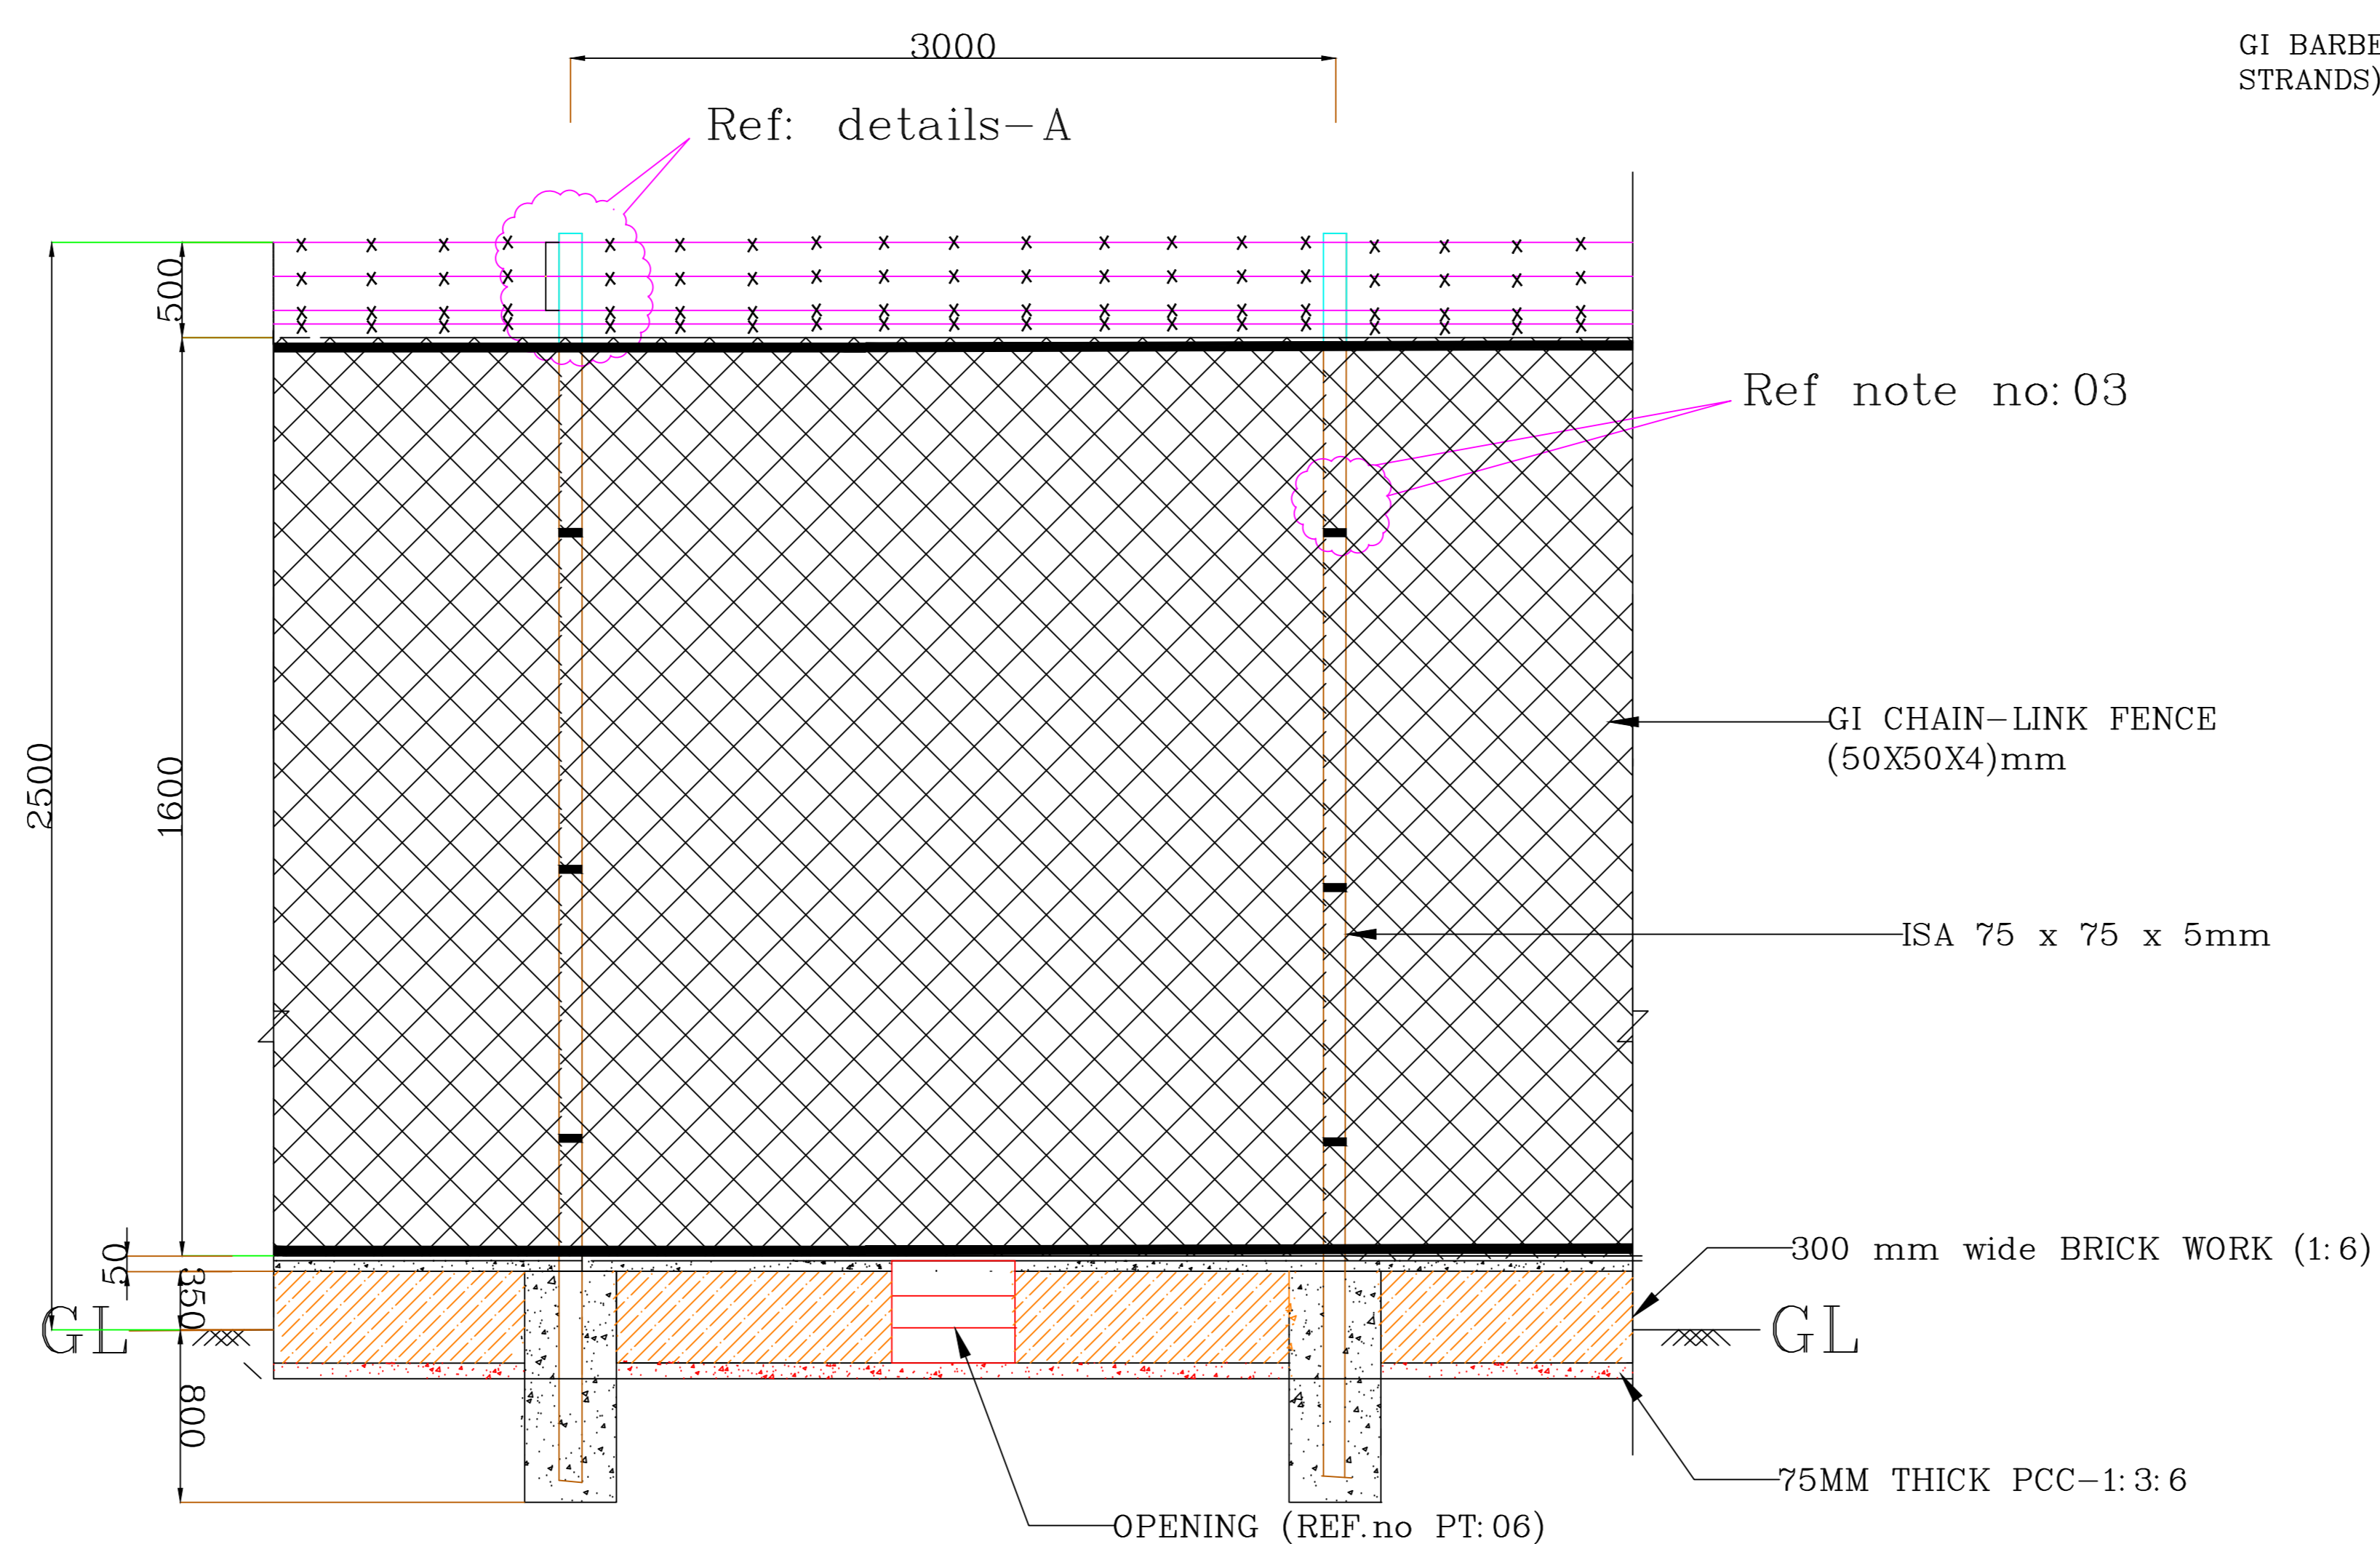 3000
GI BARBE
STRANDS)
Ref: details-A
500
Ref note no:03
2500
1600
GI CHAIN-LINK FENCE
(50X50X4)mm
ISA 75 x 75 x 5mm
50
350
300 mm wide BRICK WORK (1:6)
GL
GL
800
75MM THICK PCC-1:3:6
OPENING (REF.no PT:06)